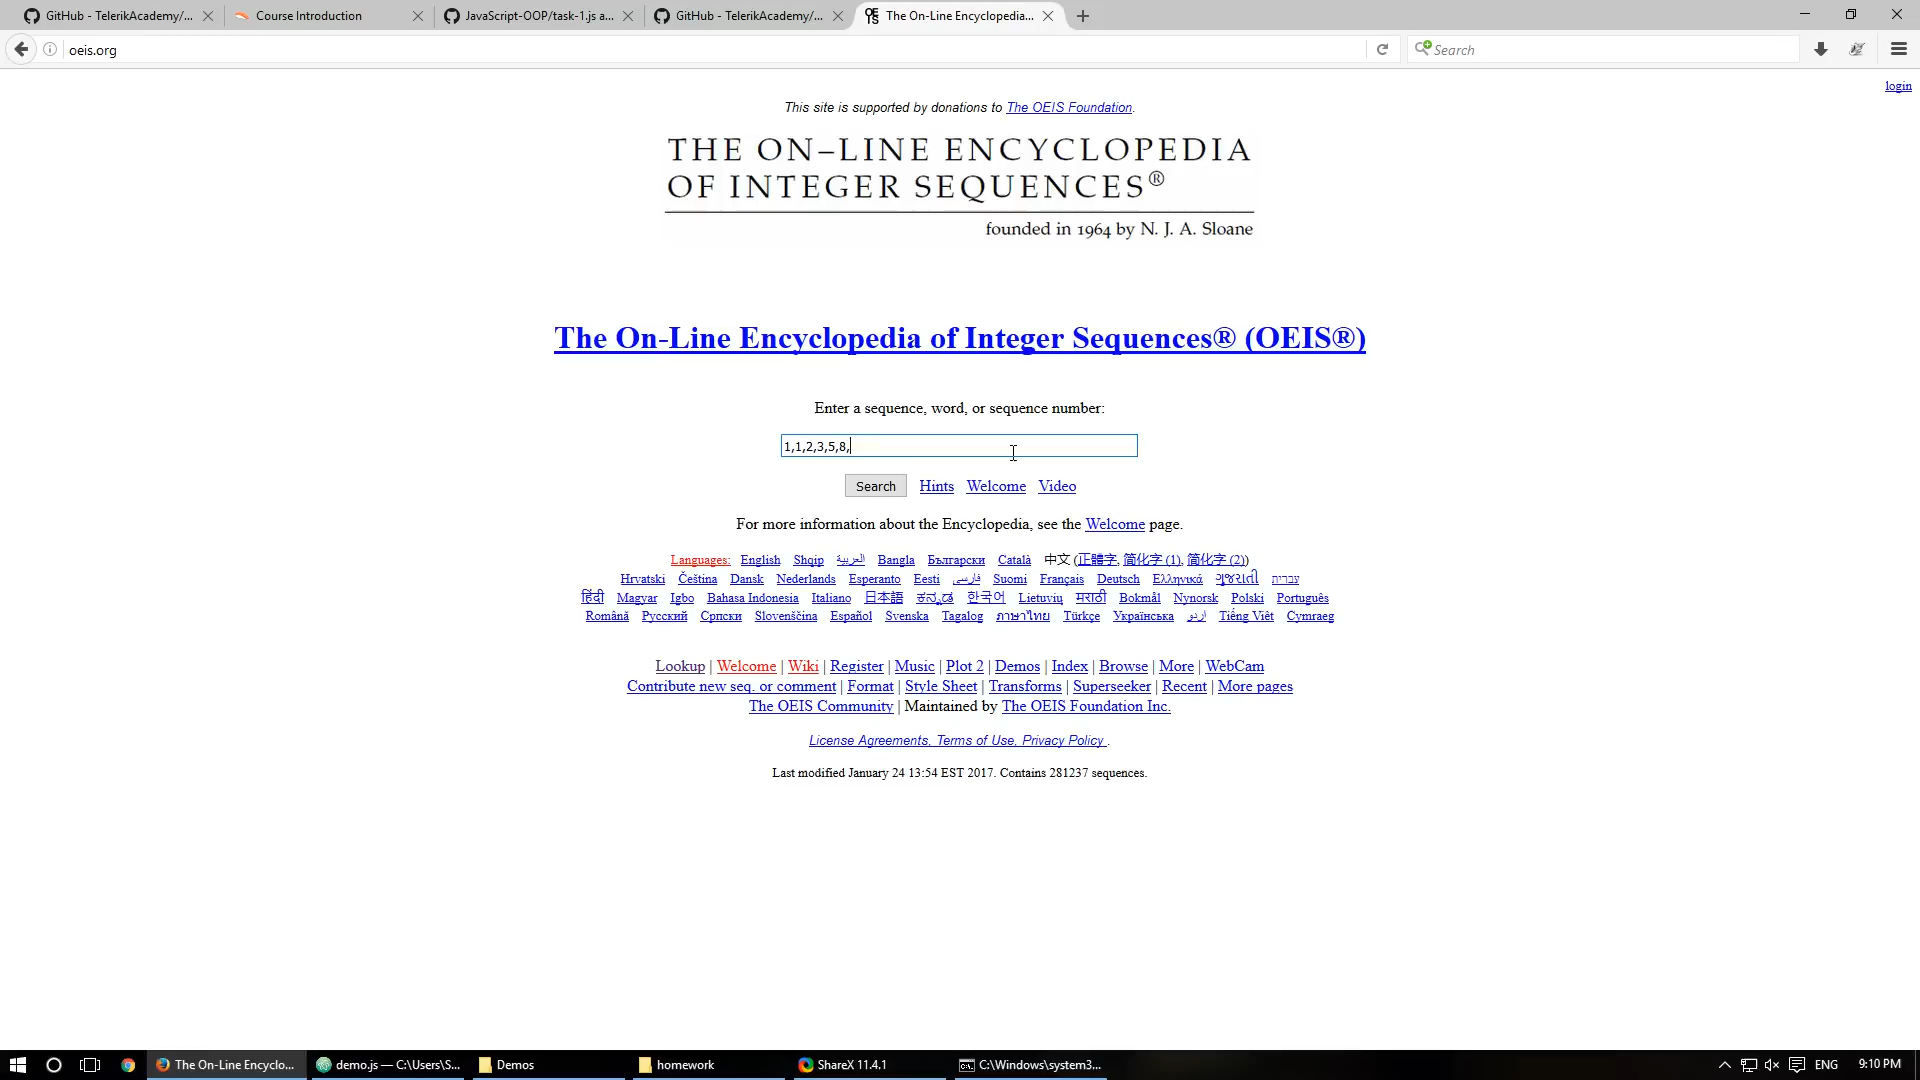 GitHub - TelerikAcademy/...
Course Introduction
JavaScript-OOP/task-1.js a...
GitHub - TelerikAcademy/...
The On-Line Encyclopedia...
oeis.org
Search
login
This site is supported by donations to The OEIS Foundation.
THE ON-LINE ENCYCLOPEDIA
OF INTEGER SEQUENCES®
founded in 1964 by N. J. A. Sloane
The On-Line Encyclopedia of Integer Sequences® (OEIS®)
Enter a sequence, word, or sequence number:
1,1,2,3,5,8,
Search Hints Welcome Video
For more information about the Encyclopedia, see the Welcome page.
Languages: English Shqip العربية Bangla Български Català 中文 (正體字, 简化字 (1), 简化字 (2))
Hrvatski Čeština Dansk Nederlands Esperanto Eesti فارسی Suomi Français Deutsch Ελληνικά ગુજરાતી עברית
हिंदी Magyar Igbo Bahasa Indonesia Italiano 日本語 ಕನ್ನಡ 한국어 Lietuvių मराठी Bokmål Nynorsk Polski Português
Română Русский Српски Slovenščina Español Svenska Tagalog ภาษาไทย Türkçe Українська اردو Tiếng Việt Cymraeg
Lookup | Welcome | Wiki | Register | Music | Plot 2 | Demos | Index | Browse | More | WebCam
Contribute new seq. or comment | Format | Style Sheet | Transforms | Superseeker | Recent | More pages
The OEIS Community | Maintained by The OEIS Foundation Inc.
License Agreements, Terms of Use, Privacy Policy .
Last modified January 24 13:54 EST 2017. Contains 281237 sequences.
The On-Line Encyclo...
demo.js — C:\Users\S...
Demos
homework
ShareX 11.4.1
C:\Windows\system3...
ENG
9:10 PM